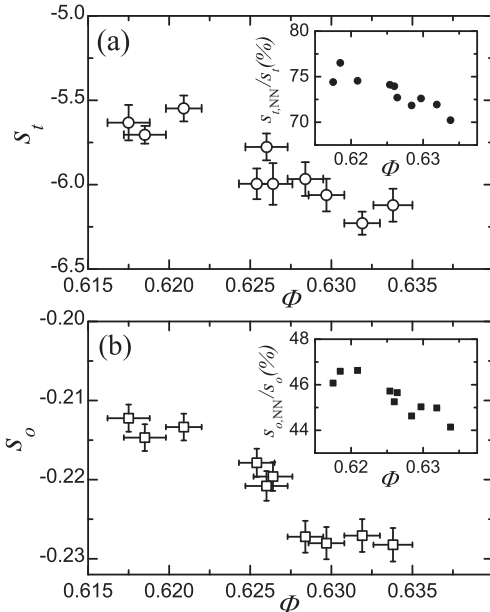 (a)
-5.0
-5.5
-6.0
-6.5
s_t
0.615 0.620 0.625 0.630 0.635
Φ
80
75
70
s_t,NN/s_t(%)
0.62 0.63
Φ
(b)
-0.20
-0.21
-0.22
-0.23
s_o
0.615 0.620 0.625 0.630 0.635
Φ
48
46
44
s_o,NN/s_o(%)
0.62 0.63
Φ